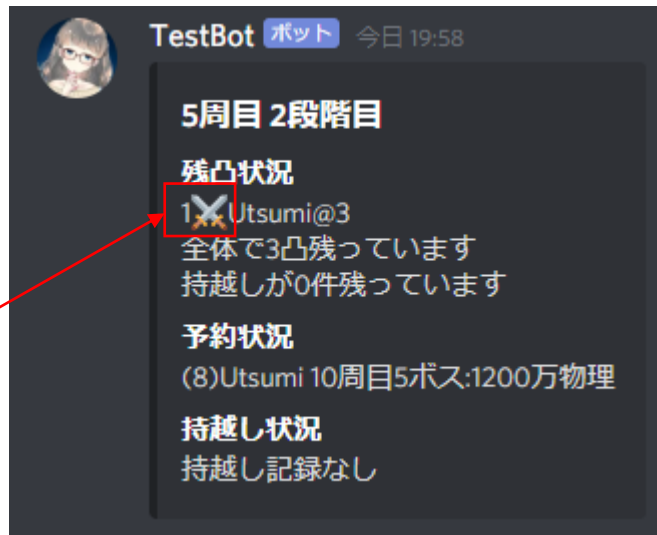 TestBot ボット 今日 19:58
5周目 2段階目
残凸状況
1⚔️Utsumi@3
全体で3凸残っています
持越しが0件残っています
予約状況
(8)Utsumi 10周目5ボス:1200万物理
持越し状況
持越し記録なし